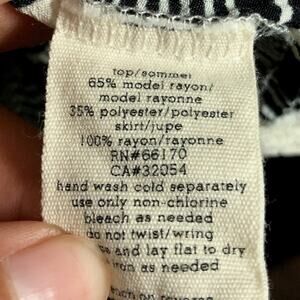 top/sommet
65% model rayon/
model rayonne
35% polyester/polyester
skirt/jupe
100% rayon/rayonne
RN#66170
CA#32054
hand wash cold separately
use only non-chlorine
bleach as needed
do not twist/wring
and lay flat to dry
iron as needed